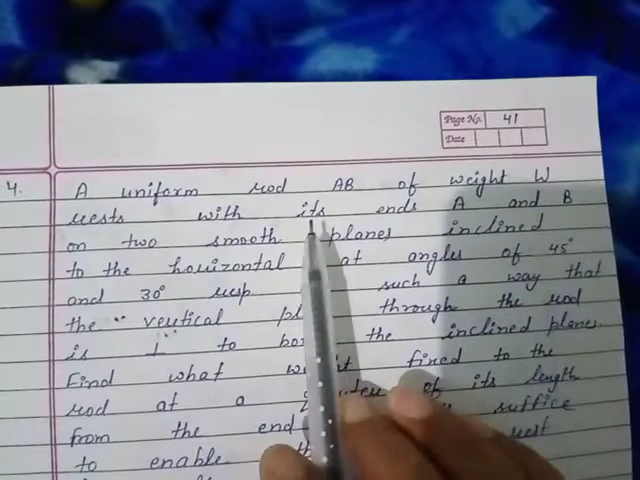 Page No. 41
Date
4. A uniform rod AB of weight W
rests with its ends A and B
on two smooth planes inclined
to the horizontal at angles of 45°
and 30° resp. such a way that
the vertical through the rod
is ⊥ to the inclined planes.
Find what fixed to the
rod at a of its length
from the end suffice
to enable rest